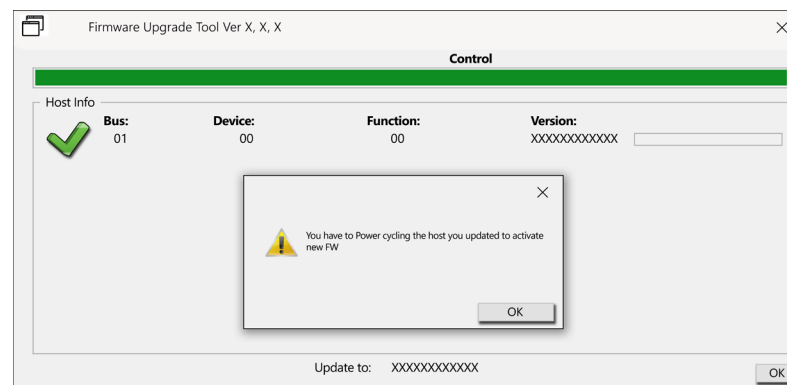 Firmware Upgrade Tool Ver X, X, X
Control
Host Info
Bus: Device: Function: Version:
01 00 00 XXXXXXXXXXXX
You have to Power cycling the host you updated to activate
new FW
OK
Update to: XXXXXXXXXXXX
OK